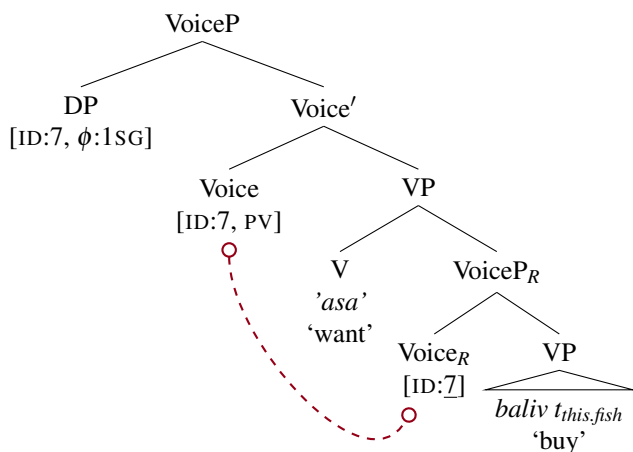 VoiceP
DP Voice′
[ID:7, ϕ:1SG]
Voice VP
[ID:7, PV]
V VoiceP_R
'asa'
‘want’
Voice_R VP
[ID:7]
baliv t_this.fish
‘buy’